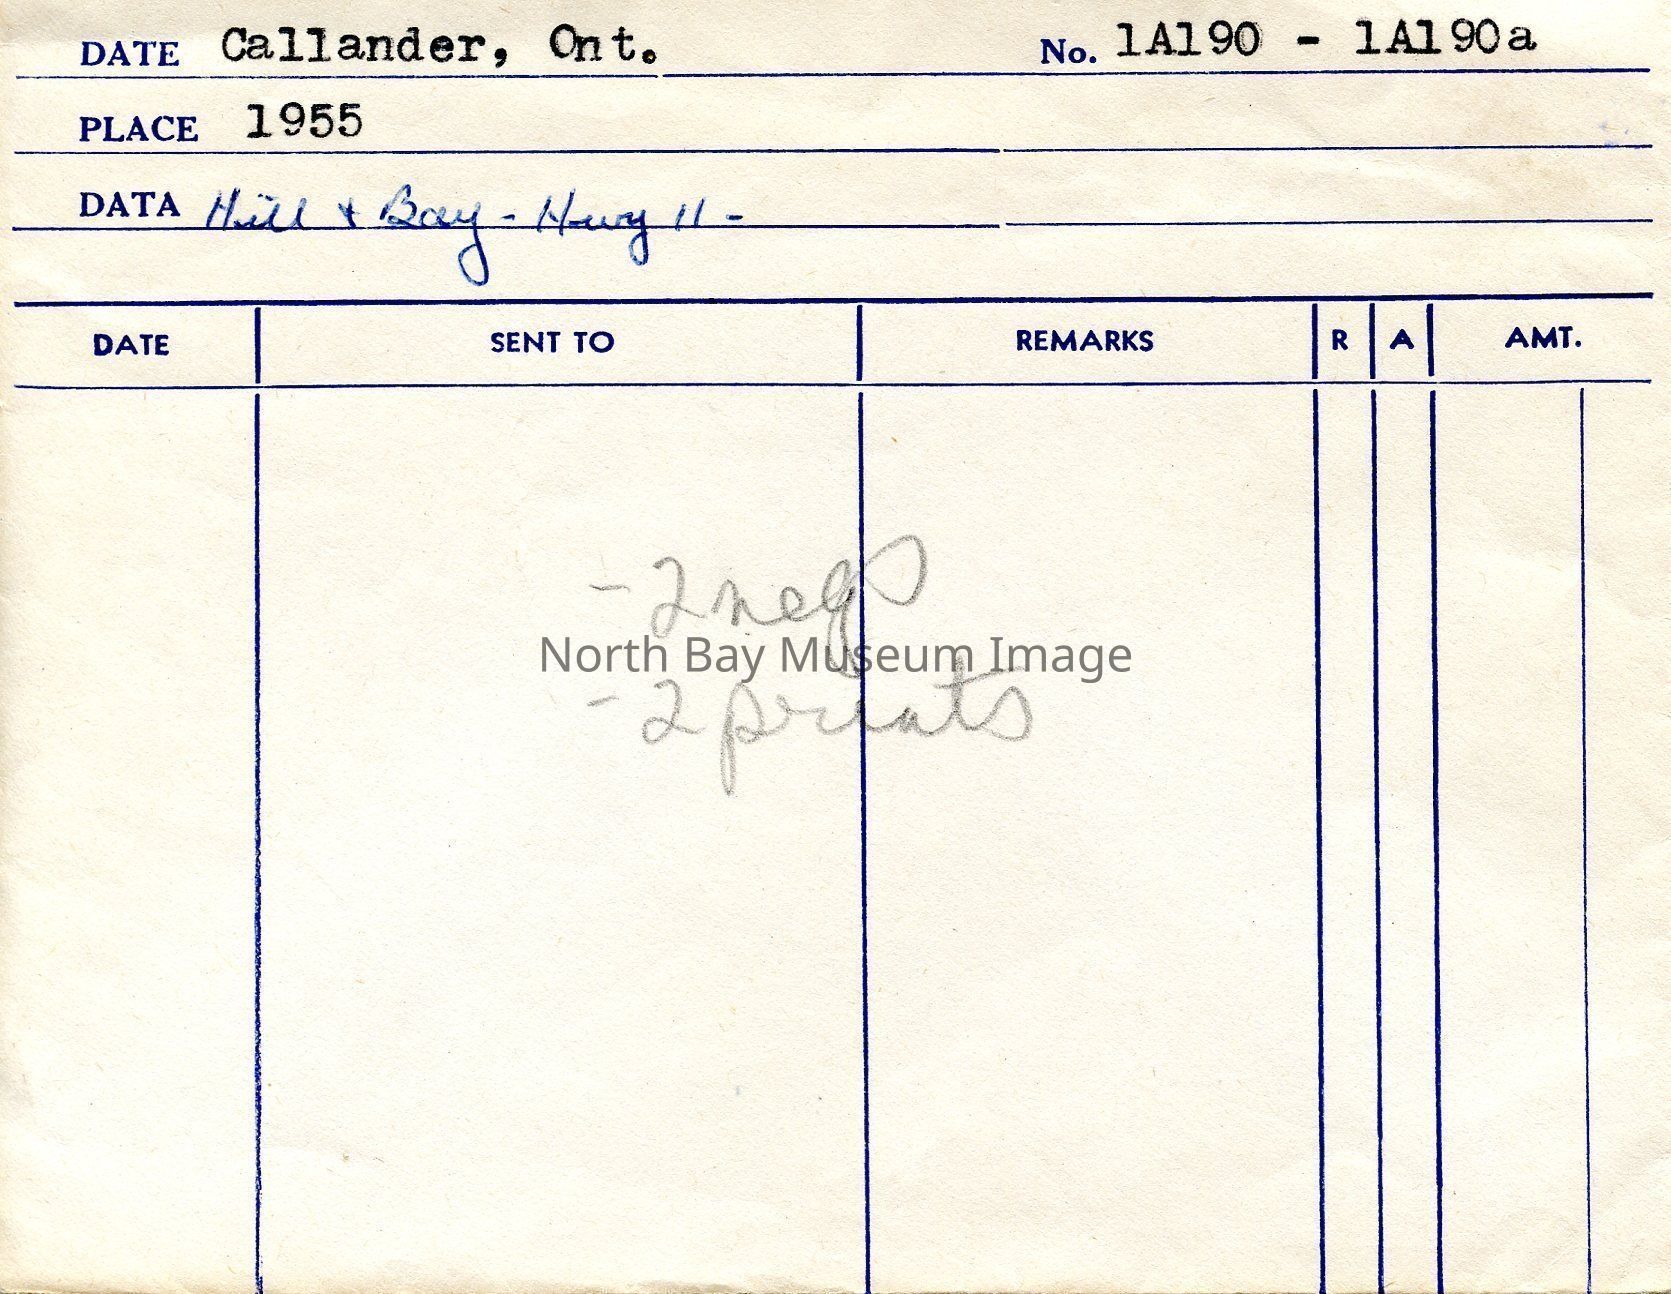 DATE Callander, Ont. No. 1A190 - 1A190a
PLACE 1955
DATA Hill & Bay - Hwy 11 -
DATE SENT TO REMARKS R A AMT.
- 2 negs
North Bay Museum Image
- 2 prints